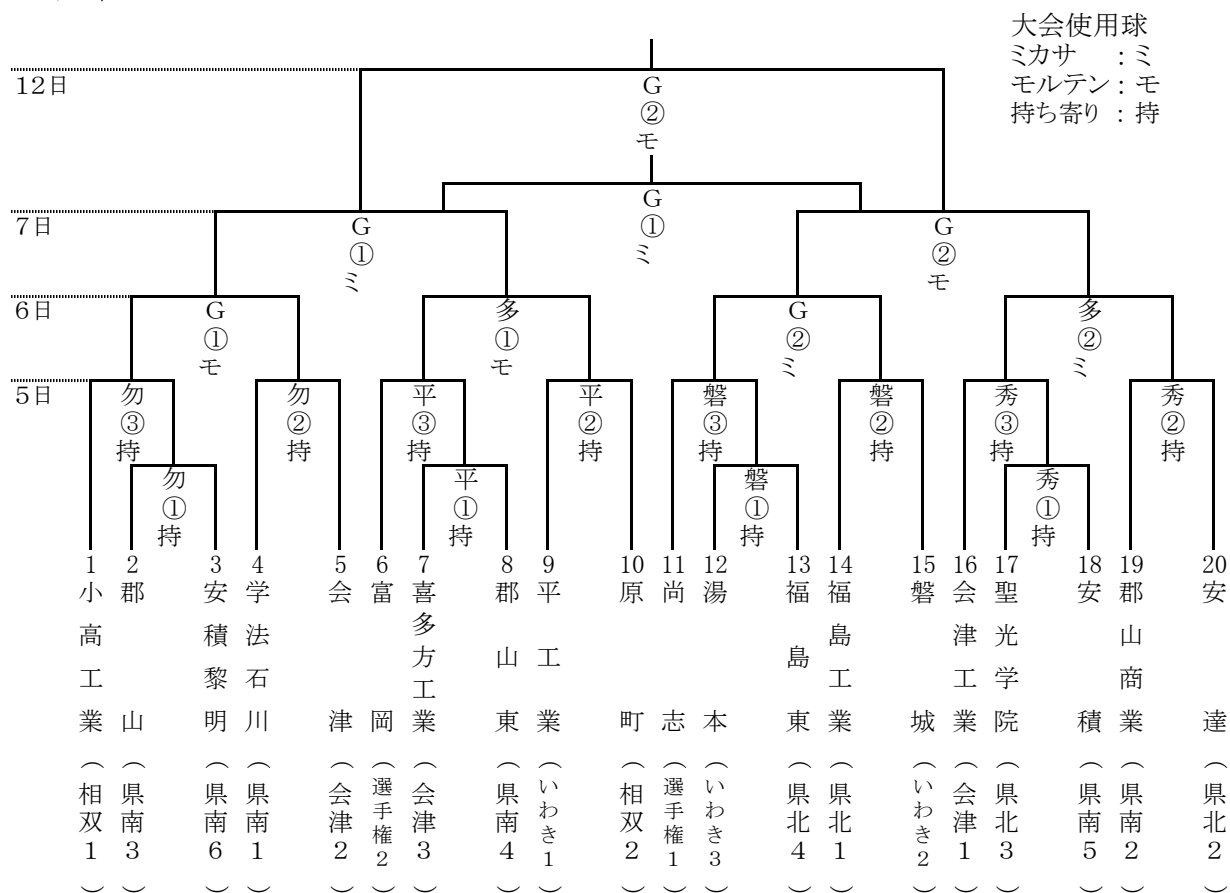 大会使用球
ミカサ ：ミ
モルテン：モ
持ち寄り：持
12日
G②モ
G①ミ
7日
G①ミ
G②モ
6日
G①モ
多①モ
G②ミ
多②ミ
5日
勿③持
勿②持
平③持
平②持
磐③持
磐②持
秀③持
秀②持
勿①持
平①持
磐①持
秀①持
1 小高工業（相双1）
2 郡山（県南3）
3 安積黎明（県南6）
4 学法石川（県南1）
5 会津（会津2）
6 富岡（選手権2）
7 喜多方工業（会津3）
8 郡山東（県南4）
9 平工業（いわき1）
10 原町（相双2）
11 尚志（選手権1）
12 湯本（いわき3）
13 福島東（県北4）
14 福島工業（県北1）
15 磐城（いわき2）
16 会津工業（会津1）
17 聖光学院（県北3）
18 安積（県南5）
19 郡山商業（県南2）
20 安達（県北2）